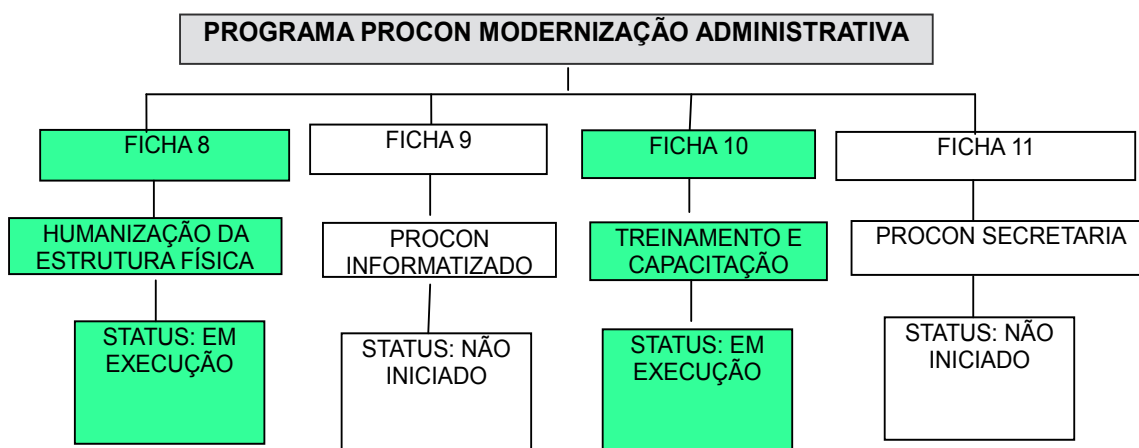 PROGRAMA PROCON MODERNIZAÇÃO ADMINISTRATIVA
FICHA 8
FICHA 9
FICHA 10
FICHA 11
HUMANIZAÇÃO DA
ESTRUTURA FÍSICA
PROCON
INFORMATIZADO
TREINAMENTO E
CAPACITAÇÃO
PROCON SECRETARIA
STATUS: EM
EXECUÇÃO
STATUS: NÃO
INICIADO
STATUS: EM
EXECUÇÃO
STATUS: NÃO
INICIADO